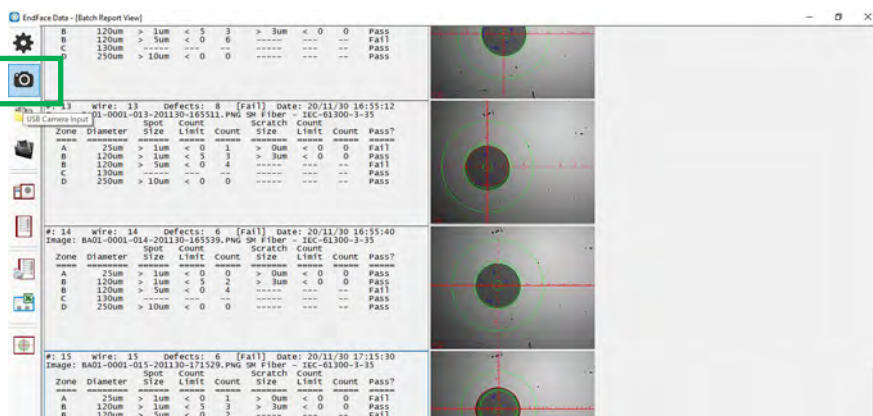 EndFace Data - [Batch Report View]
B 120um > 1um < 5 3 > 3um < 0 0 Pass
B 120um > 5um < 0 6 ----- --- -- Fail
C 130um ----- --- -- ----- --- -- Pass
D 250um > 10um < 0 0 ----- --- -- Pass
USB Camera Input
#: 13 Wire: 13 Defects: 8 [Fail] Date: 20/11/30 16:55:12
BA01-0001-013-201130-165511.PNG SM Fiber - IEC-61300-3-35
Spot Count Scratch Count
Zone Diameter Size Limit Count Size Limit Count Pass?
A 25um > 1um < 0 1 > 0um < 0 0 Fail
B 120um > 1um < 5 3 > 3um < 0 0 Pass
B 120um > 5um < 0 4 ----- --- -- Fail
C 130um ----- --- -- ----- --- -- Pass
D 250um > 10um < 0 0 ----- --- -- Pass
#: 14 Wire: 14 Defects: 6 [Fail] Date: 20/11/30 16:55:40
Image: BA01-0001-014-201130-165539.PNG SM Fiber - IEC-61300-3-35
Spot Count Scratch Count
Zone Diameter Size Limit Count Size Limit Count Pass?
A 25um > 1um < 0 0 > 0um < 0 0 Pass
B 120um > 1um < 5 2 > 3um < 0 0 Pass
B 120um > 5um < 0 4 ----- --- -- Fail
C 130um ----- --- -- ----- --- -- Pass
D 250um > 10um < 0 0 ----- --- -- Pass
#: 15 Wire: 15 Defects: 6 [Fail] Date: 20/11/30 17:15:30
Image: BA01-0001-015-201130-171529.PNG SM Fiber - IEC-61300-3-35
Spot Count Scratch Count
Zone Diameter Size Limit Count Size Limit Count Pass?
A 25um > 1um < 0 1 > 0um < 0 0 Fail
B 120um > 1um < 5 3 > 3um < 0 0 Pass
B 120um > 5um < 0 2 ----- --- -- Fail